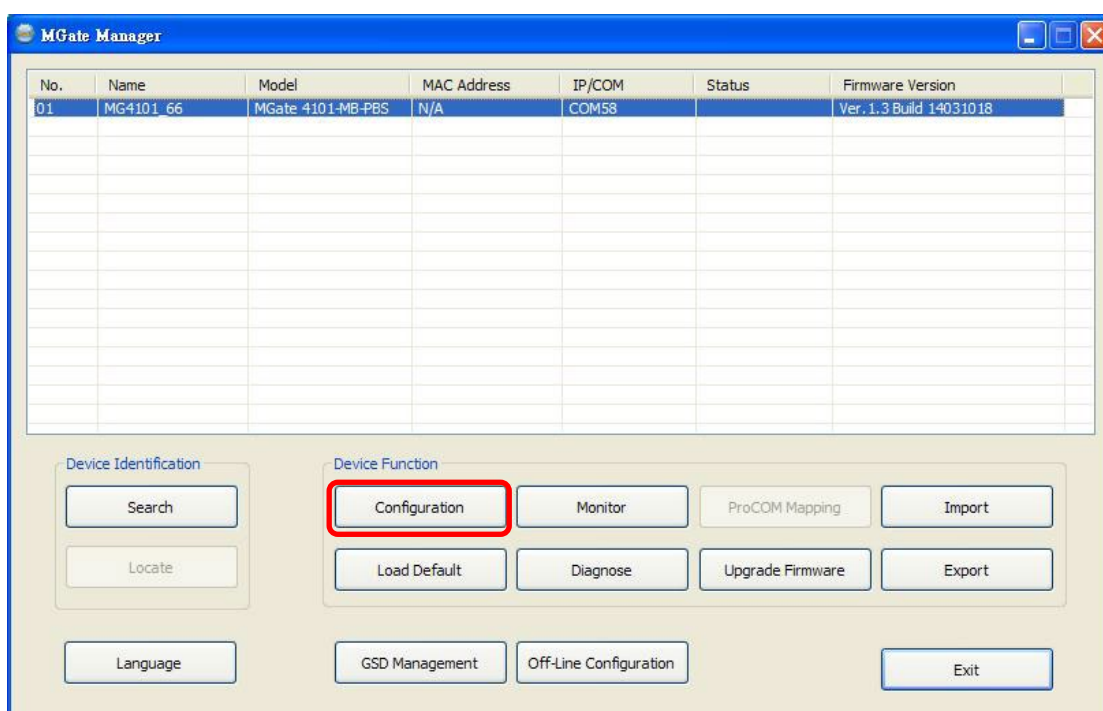 MGate Manager
No. Name Model MAC Address IP/COM Status Firmware Version
01 MG4101_66 MGate 4101-MB-PBS N/A COM58 Ver.1.3 Build 14031018
Device Identification Device Function
Search Configuration Monitor ProCOM Mapping Import
Locate Load Default Diagnose Upgrade Firmware Export
Language GSD Management Off-Line Configuration Exit